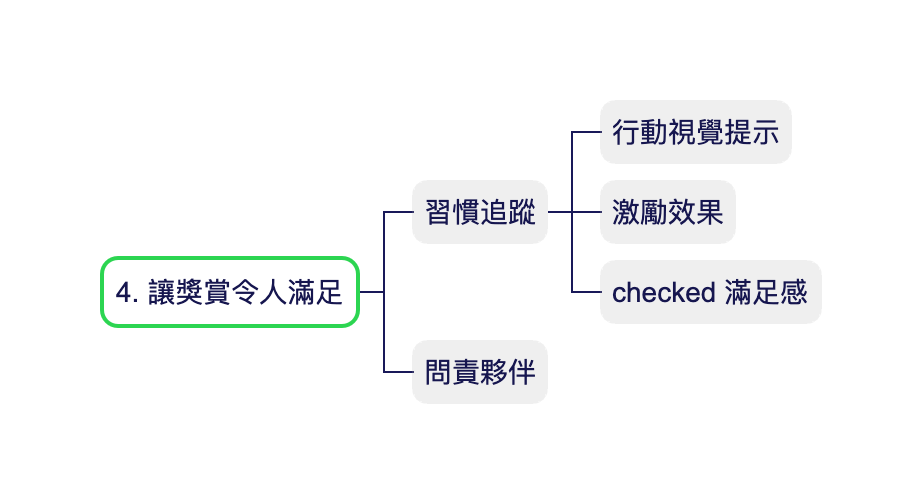 4. 讓獎賞令人滿足
習慣追蹤
行動視覺提示
激勵效果
checked 滿足感
問責夥伴